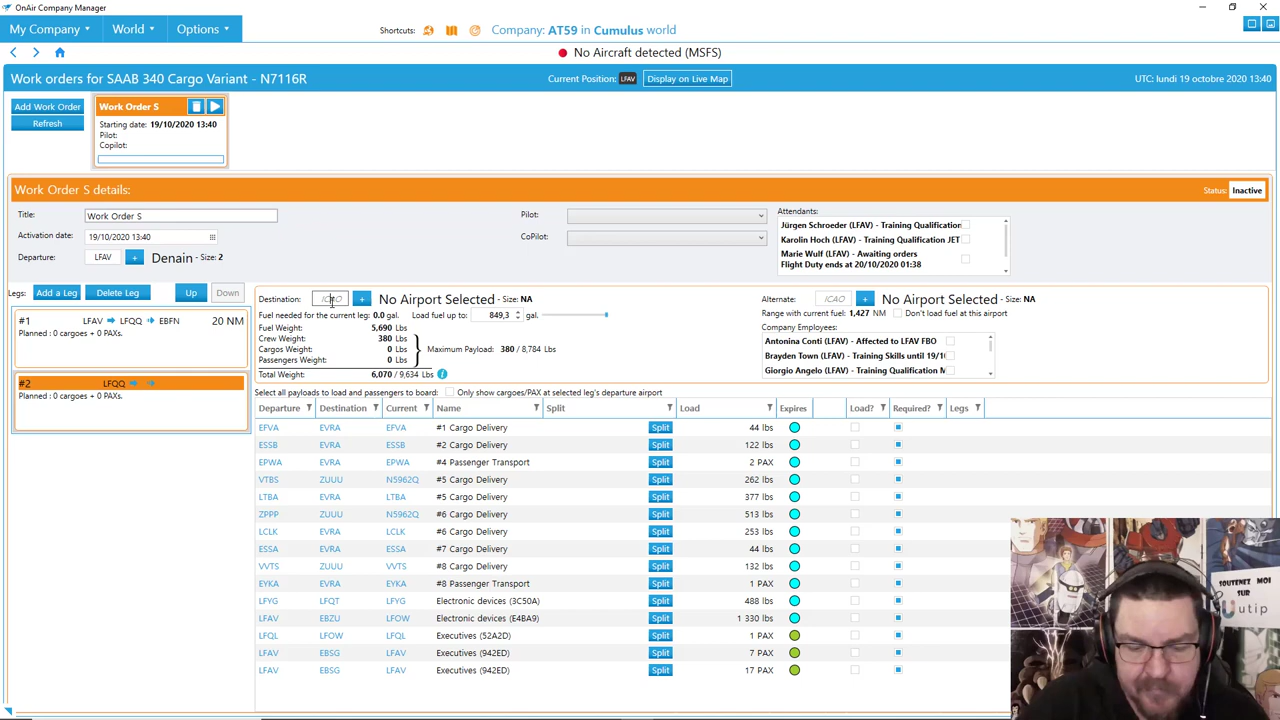 OnAir Company Manager
My Company
World
Options
Shortcuts:
Company: AT59 in Cumulus world
No Aircraft detected (MSFS)
Work orders for SAAB 340 Cargo Variant - N7116R
Current Position: LFAV
Display on Live Map
UTC: lundi 19 octobre 2020 13:40
Add Work Order
Refresh
Work Order S
Starting date: 19/10/2020 13:40
Pilot:
Copilot:
Work Order S details:
Status: Inactive
Title: Work Order S
Activation date: 19/10/2020 13:40
Departure: LFAV + Denain - Size: 2
Pilot:
CoPilot:
Attendants:
Jürgen Schroeder (LFAV) - Training Qualification
Karolin Hoch (LFAV) - Training Qualification JET
Marie Wulf (LFAV) - Awaiting orders
Flight Duty ends at 20/10/2020 01:38
Legs: Add a Leg Delete Leg Up Down
#1 LFAV LFQQ EBFN 20 NM
Planned : 0 cargoes + 0 PAXs.
#2 LFQQ
Planned : 0 cargoes + 0 PAXs.
Destination: ICAO + No Airport Selected - Size: NA
Fuel needed for the current leg: 0.0 gal. Load fuel up to: 849,3 gal.
Fuel Weight: 5,690 Lbs
Crew Weight: 380 Lbs
Cargos Weight: 0 Lbs
Passengers Weight: 0 Lbs
Maximum Payload: 380 / 8,784 Lbs
Total Weight: 6,070 / 9,634 Lbs
Alternate: ICAO + No Airport Selected - Size: NA
Range with current fuel: 1,427 NM Don't load fuel at this airport
Company Employees:
Antonina Conti (LFAV) - Affected to LFAV FBO
Brayden Town (LFAV) - Training Skills until 19/1
Giorgio Angelo (LFAV) - Training Qualification M
Select all payloads to load and passengers to board: Only show cargoes/PAX at selected leg's departure airport
Departure Destination Current Name Split Load Expires Load? Required? Legs
EFVA EVRA EFVA #1 Cargo Delivery Split 44 lbs
ESSB EVRA ESSB #2 Cargo Delivery Split 122 lbs
EPWA EVRA EPWA #4 Passenger Transport Split 2 PAX
VTBS ZUUU N5962Q #5 Cargo Delivery Split 262 lbs
LTBA EVRA LTBA #5 Cargo Delivery Split 377 lbs
ZPPP ZUUU N5962Q #6 Cargo Delivery Split 513 lbs
LCLK EVRA LCLK #6 Cargo Delivery Split 253 lbs
ESSA EVRA ESSA #7 Cargo Delivery Split 44 lbs
VVTS ZUUU VVTS #8 Cargo Delivery Split 132 lbs
EYKA EVRA EYKA #8 Passenger Transport Split 1 PAX
LFYG LFQT LFYG Electronic devices (3C50A) Split 488 lbs
LFAV EBZU LFOW Electronic devices (E4BA9) Split 1 330 lbs
LFQL LFOW LFQL Executives (52A2D) Split 1 PAX
LFAV EBSG LFAV Executives (942ED) Split 7 PAX
LFAV EBSG LFAV Executives (942ED) Split 17 PAX
SOUTENEZ MOI
SUR
utip